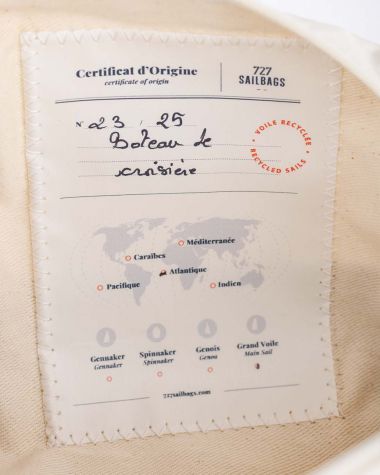 Certificat d'Origine
certificate of origin
727
SAILBAGS
N° 23, 25
Bateau de
croisière
• VOILE RECYCLÉE •
RECYCLED SAILS
Méditerranée
Caraïbes
Atlantique
Pacifique
Indien
Gennaker Spinnaker Genois Grand Voile
Gennaker Spinnaker Genoa Main Sail
727sailbags.com